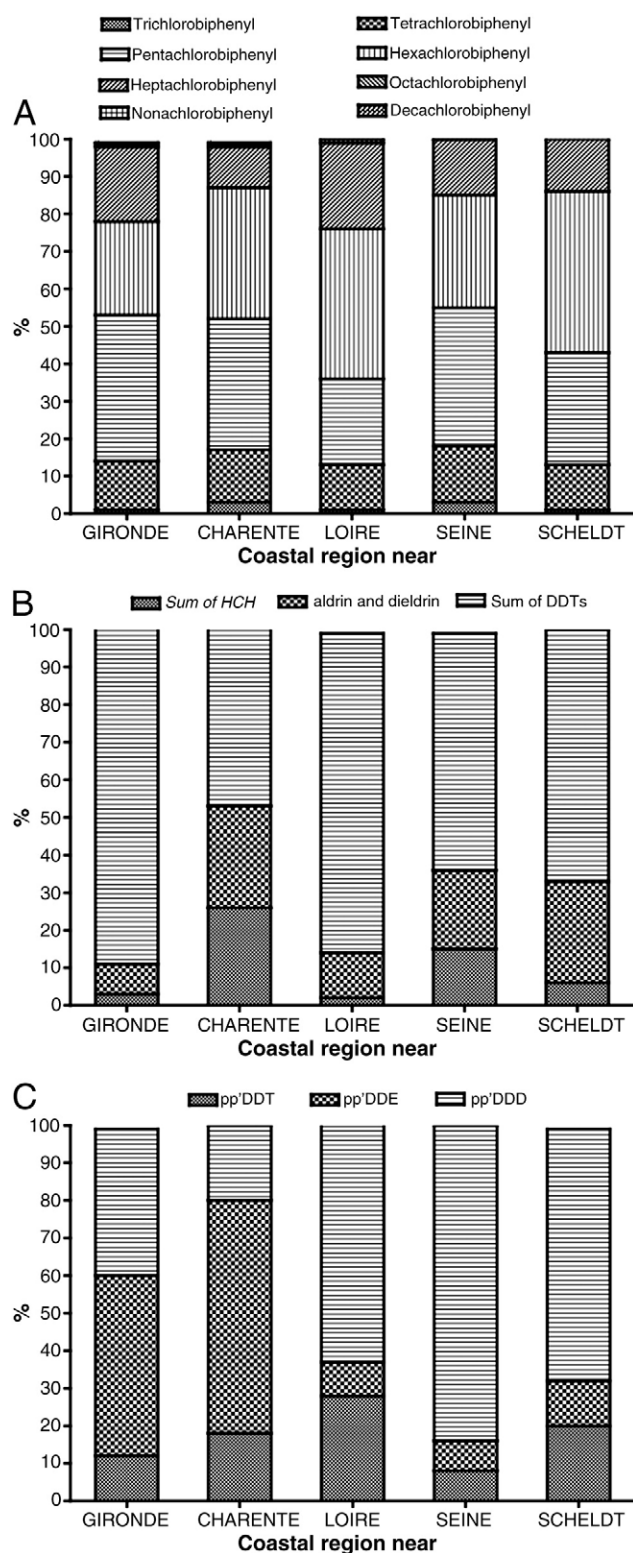 Trichlorobiphenyl Tetrachlorobiphenyl
Pentachlorobiphenyl Hexachlorobiphenyl
Heptachlorobiphenyl Octachlorobiphenyl
Nonachlorobiphenyl Decachlorobiphenyl
A
100
90
80
70
60
50
40
30
20
10
0
%
GIRONDE CHARENTE LOIRE SEINE SCHELDT
Coastal region near
B
Sum of HCH aldrin and dieldrin Sum of DDTs
100
90
80
70
60
50
40
30
20
10
0
%
GIRONDE CHARENTE LOIRE SEINE SCHELDT
Coastal region near
C
pp'DDT pp'DDE pp'DDD
100
90
80
70
60
50
40
30
20
10
0
%
GIRONDE CHARENTE LOIRE SEINE SCHELDT
Coastal region near